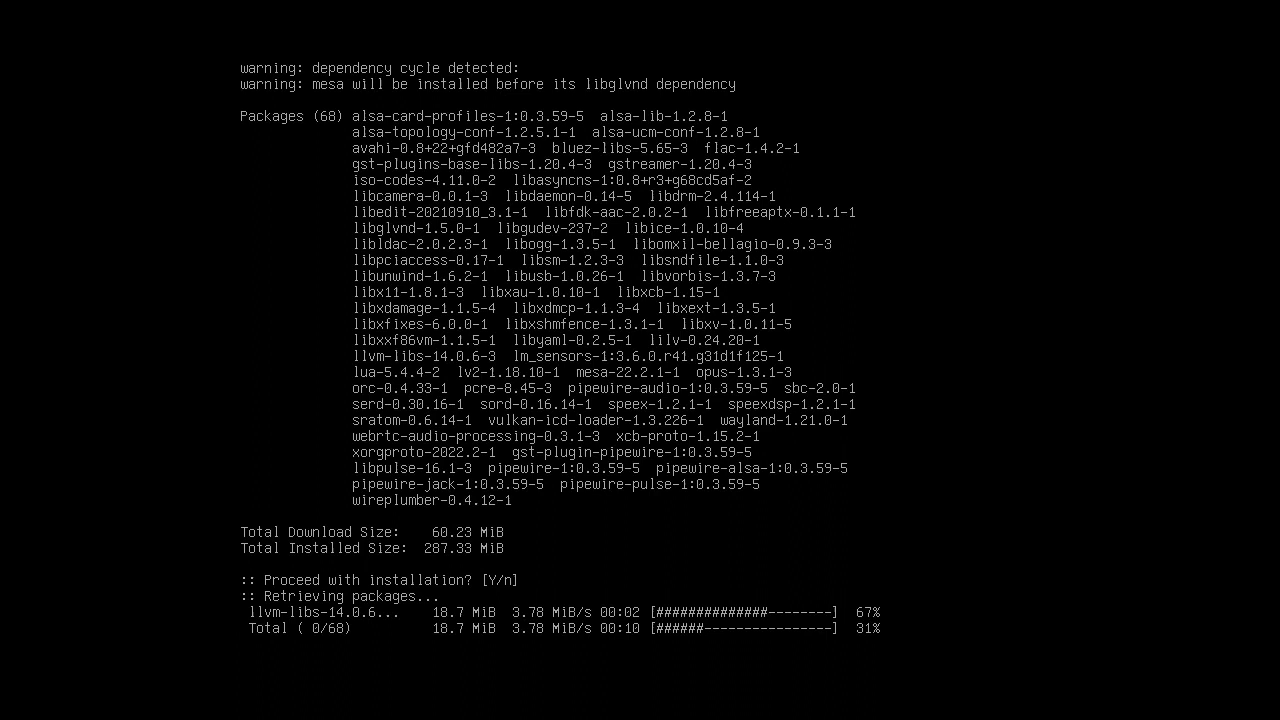 warning: dependency cycle detected:
warning: mesa will be installed before its libglvnd dependency
Packages (68) alsa-card-profiles-1:0.3.59-5  alsa-lib-1.2.8-1
alsa-topology-conf-1.2.5.1-1  alsa-ucm-conf-1.2.8-1
avahi-0.8+22+gfd482a7-3  bluez-libs-5.65-3  flac-1.4.2-1
gst-plugins-base-libs-1.20.4-3  gstreamer-1.20.4-3
iso-codes-4.11.0-2  libasyncns-1:0.8+r3+g68cd5af-2
libcamera-0.0.1-3  libdaemon-0.14-5  libdrm-2.4.114-1
libedit-20210910_3.1-1  libfdk-aac-2.0.2-1  libfreeaptx-0.1.1-1
libglvnd-1.5.0-1  libgudev-237-2  libice-1.0.10-4
libldac-2.0.2.3-1  libogg-1.3.5-1  libomxil-bellagio-0.9.3-3
libpciaccess-0.17-1  libsm-1.2.3-3  libsndfile-1.1.0-3
libunwind-1.6.2-1  libusb-1.0.26-1  libvorbis-1.3.7-3
libx11-1.8.1-3  libxau-1.0.10-1  libxcb-1.15-1
libxdamage-1.1.5-4  libxdmcp-1.1.3-4  libxext-1.3.5-1
libxfixes-6.0.0-1  libxshmfence-1.3.1-1  libxv-1.0.11-5
libxxf86vm-1.1.5-1  libyaml-0.2.5-1  lilv-0.24.20-1
llvm-libs-14.0.6-3  lm_sensors-1:3.6.0.r41.g31d1f125-1
lua-5.4.4-2  lv2-1.18.10-1  mesa-22.2.1-1  opus-1.3.1-3
orc-0.4.33-1  pcre-8.45-3  pipewire-audio-1:0.3.59-5  sbc-2.0-1
serd-0.30.16-1  sord-0.16.14-1  speex-1.2.1-1  speexdsp-1.2.1-1
sratom-0.6.14-1  vulkan-icd-loader-1.3.226-1  wayland-1.21.0-1
webrtc-audio-processing-0.3.1-3  xcb-proto-1.15.2-1
xorgproto-2022.2-1  gst-plugin-pipewire-1:0.3.59-5
libpulse-16.1-3  pipewire-1:0.3.59-5  pipewire-alsa-1:0.3.59-5
pipewire-jack-1:0.3.59-5  pipewire-pulse-1:0.3.59-5
wireplumber-0.4.12-1
Total Download Size:    60.23 MiB
Total Installed Size:  287.33 MiB
:: Proceed with installation? [Y/n]
:: Retrieving packages...
llvm-libs-14.0.6...    18.7 MiB  3.78 MiB/s 00:02 [##############--------]  67%
Total ( 0/68)          18.7 MiB  3.78 MiB/s 00:10 [######----------------]  31%